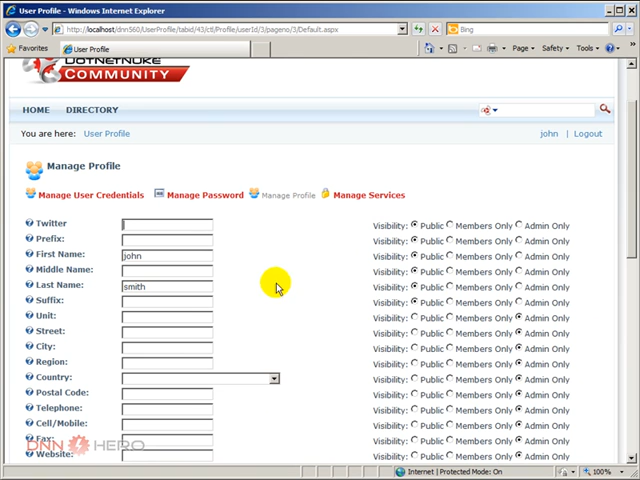 User Profile - Windows Internet Explorer
http://localhost/dnn560/UserProfile/tabid/43/ctl/Profile/userId/3/pageno/3/Default.aspx
Bing
Favorites User Profile Page Safety Tools
DOTNETNUKE
COMMUNITY
HOME DIRECTORY
You are here: User Profile john | Logout
Manage Profile
Manage User Credentials Manage Password Manage Profile Manage Services
Twitter Visibility: Public Members Only Admin Only
Prefix: Visibility: Public Members Only Admin Only
First Name: john Visibility: Public Members Only Admin Only
Middle Name: Visibility: Public Members Only Admin Only
Last Name: smith Visibility: Public Members Only Admin Only
Suffix: Visibility: Public Members Only Admin Only
Unit: Visibility: Public Members Only Admin Only
Street: Visibility: Public Members Only Admin Only
City: Visibility: Public Members Only Admin Only
Region: Visibility: Public Members Only Admin Only
Country: Visibility: Public Members Only Admin Only
Postal Code: Visibility: Public Members Only Admin Only
Telephone: Visibility: Public Members Only Admin Only
Cell/Mobile: Visibility: Public Members Only Admin Only
Fax: Visibility: Public Members Only Admin Only
DNN HERO
Website: Visibility: Public Members Only Admin Only
Internet | Protected Mode: On 100%